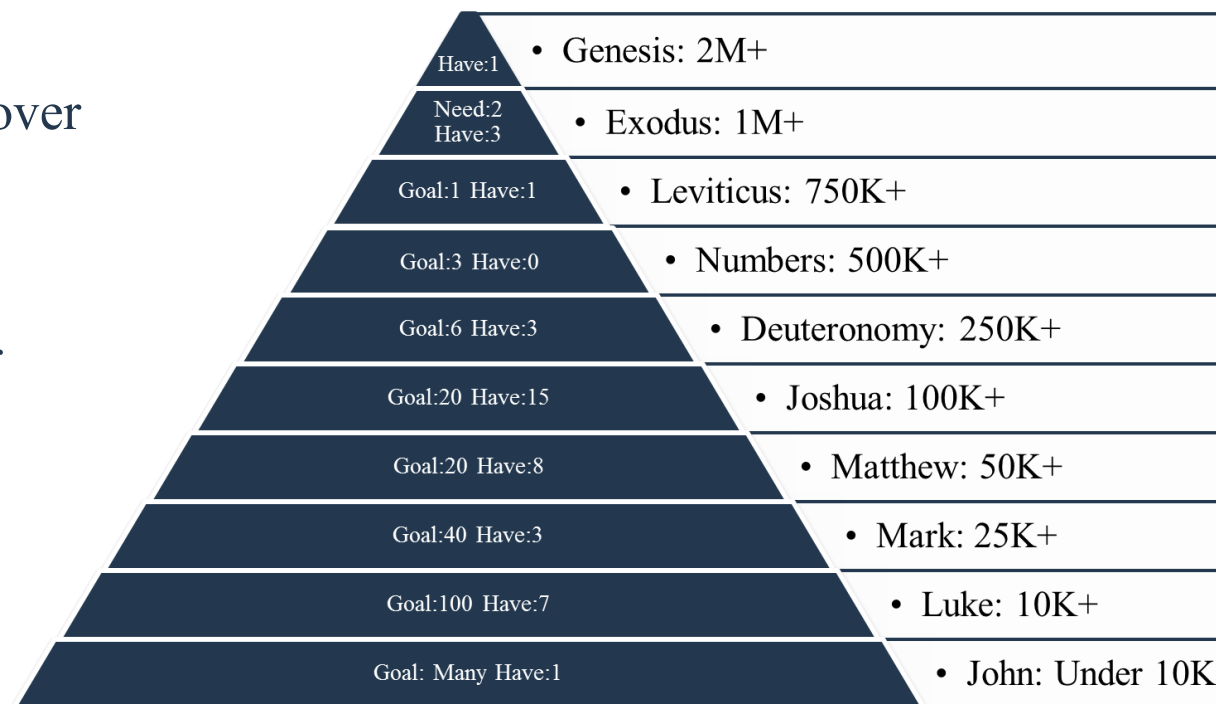 Have:1
• Genesis: 2M+
over
Need:2
Have:3
• Exodus: 1M+
Goal:1 Have:1
• Leviticus: 750K+
Goal:3 Have:0
• Numbers: 500K+
Goal:6 Have:3
• Deuteronomy: 250K+
.
Goal:20 Have:15
• Joshua: 100K+
Goal:20 Have:8
• Matthew: 50K+
Goal:40 Have:3
• Mark: 25K+
Goal:100 Have:7
• Luke: 10K+
Goal: Many Have:1
• John: Under 10K